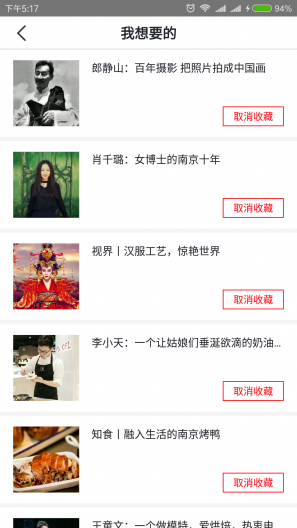 下午5:17
94%
我想要的
郎静山：百年摄影 把照片拍成中国画
取消收藏
肖千璐：女博士的南京十年
取消收藏
视界丨汉服工艺，惊艳世界
取消收藏
李小天：一个让姑娘们垂涎欲滴的奶油...
取消收藏
知食丨融入生活的南京烤鸭
取消收藏
王童文：一个做模特，爱烘焙，热衷电